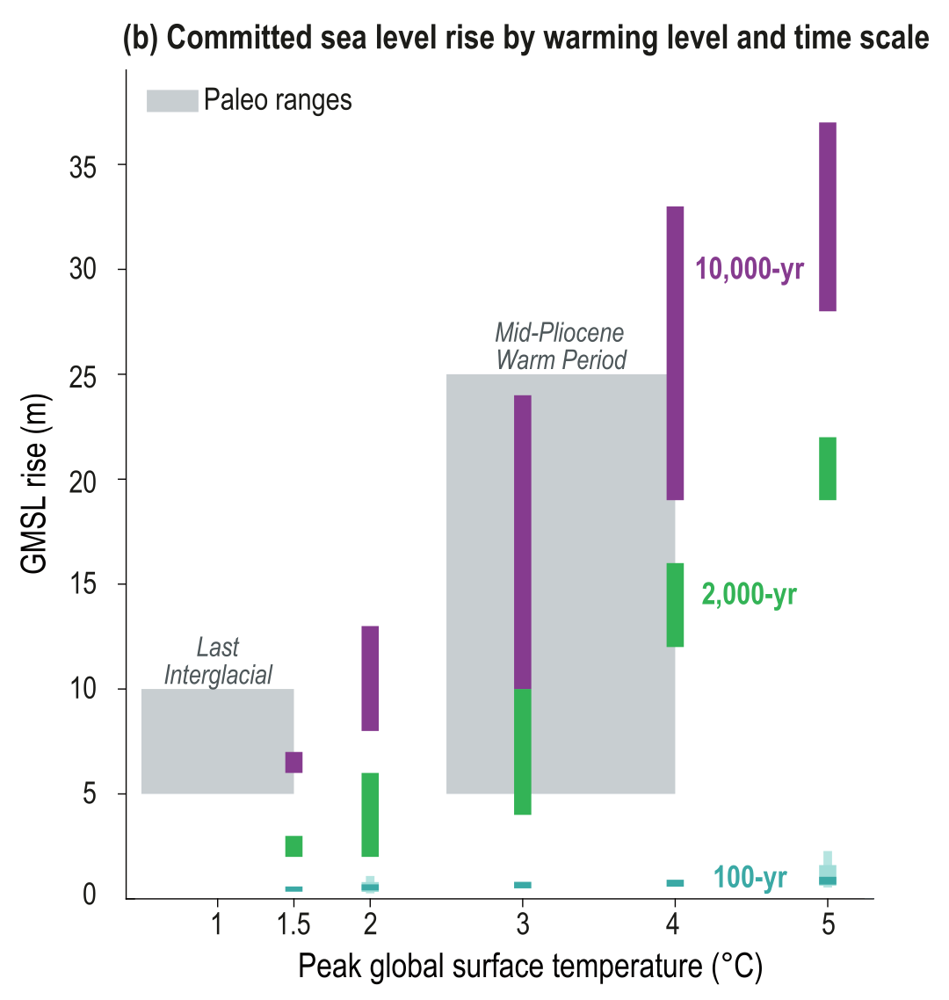 (b) Committed sea level rise by warming level and time scale
Paleo ranges
35
30
25
20
15
10
5
0
GMSL rise (m)
Mid-Pliocene
Warm Period
Last
Interglacial
10,000-yr
2,000-yr
100-yr
1 1.5 2 3 4 5
Peak global surface temperature (°C)